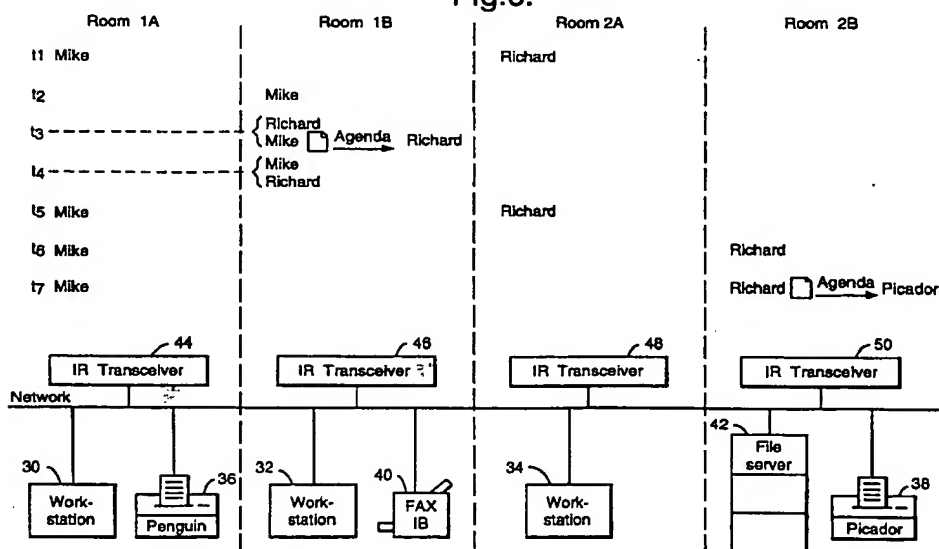 Fig.6.
Room 1A Room 1B Room 2A Room 2B
t1 Mike Richard
t2 Mike
t3 Richard
Mike Agenda Richard
t4 Mike
Richard
t5 Mike Richard
t6 Mike Richard
t7 Mike Richard Agenda Picador
44 46 48 50
IR Transceiver IR Transceiver IR Transceiver IR Transceiver
Network
30 36 32 40 34 42 38
Work-
station
Penguin
Work-
station
FAX
IB
Work-
station
File
server
Picador